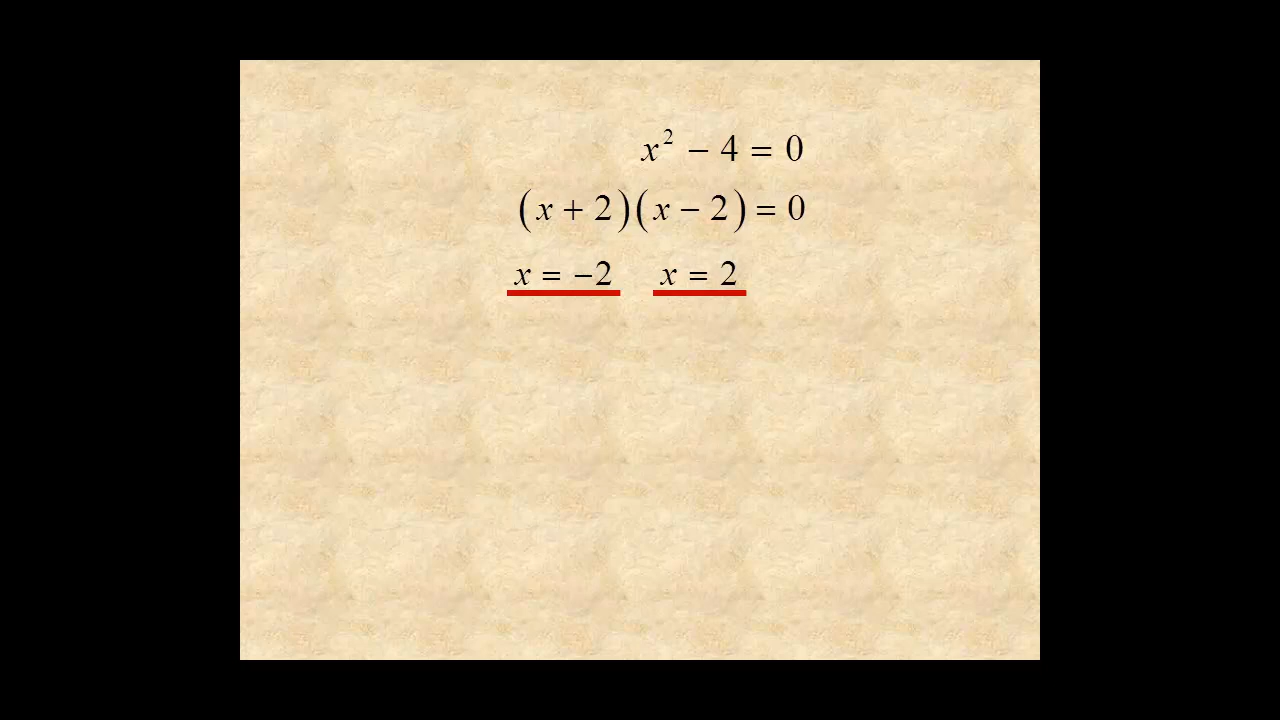 x² − 4 = 0
(x + 2)(x − 2) = 0
x = −2 x = 2